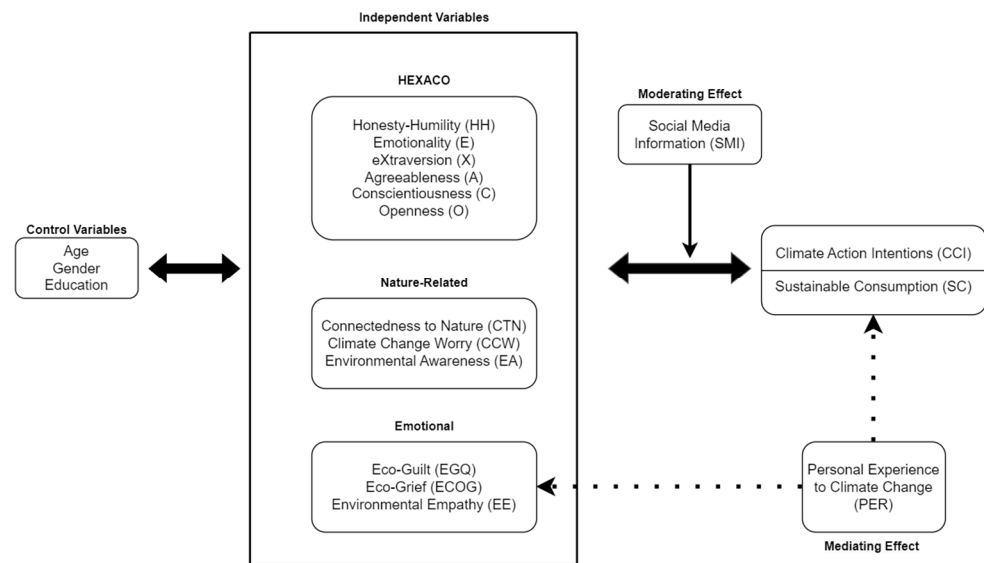 Independent Variables
HEXACO
Honesty-Humility (HH)
Emotionality (E)
eXtraversion (X)
Agreeableness (A)
Conscientiousness (C)
Openness (O)
Moderating Effect
Social Media
Information (SMI)
Control Variables
Age
Gender
Education
Climate Action Intentions (CCI)
Sustainable Consumption (SC)
Nature-Related
Connectedness to Nature (CTN)
Climate Change Worry (CCW)
Environmental Awareness (EA)
Emotional
Eco-Guilt (EGQ)
Eco-Grief (ECOG)
Environmental Empathy (EE)
Personal Experience
to Climate Change
(PER)
Mediating Effect